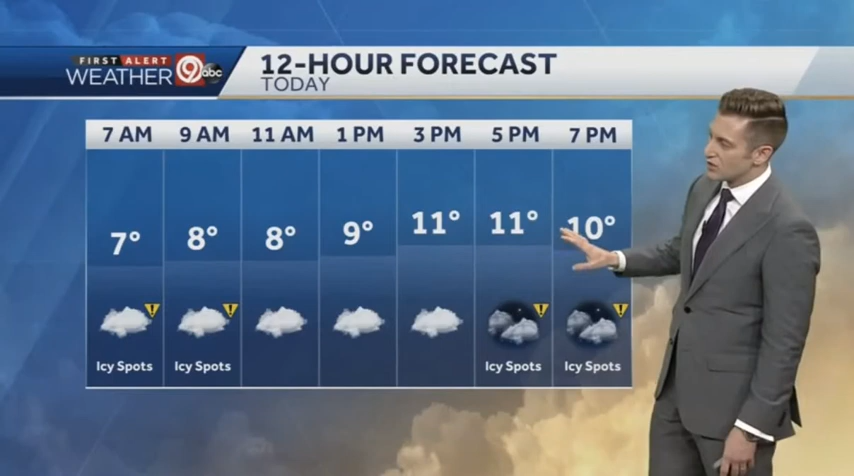 FIRST ALERT
WEATHER 9 abc
12-HOUR FORECAST
TODAY
7 AM 9 AM 11 AM 1 PM 3 PM 5 PM 7 PM
7° 8° 8° 9° 11° 11° 10°
! ! ! !
Icy Spots Icy Spots Icy Spots Icy Spots